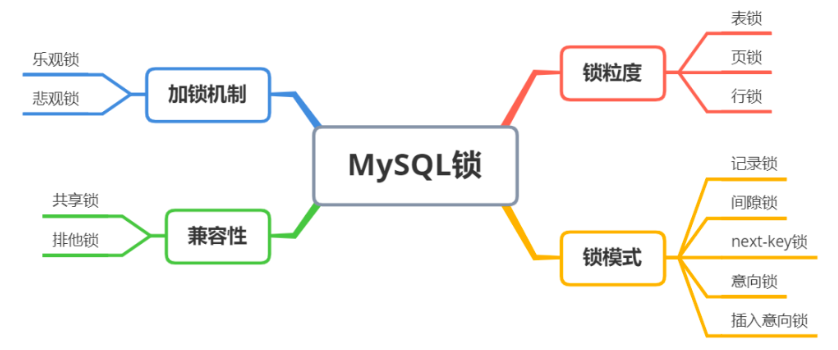 MySQL锁
加锁机制
乐观锁
悲观锁
兼容性
共享锁
排他锁
锁粒度
表锁
页锁
行锁
锁模式
记录锁
间隙锁
next-key锁
意向锁
插入意向锁